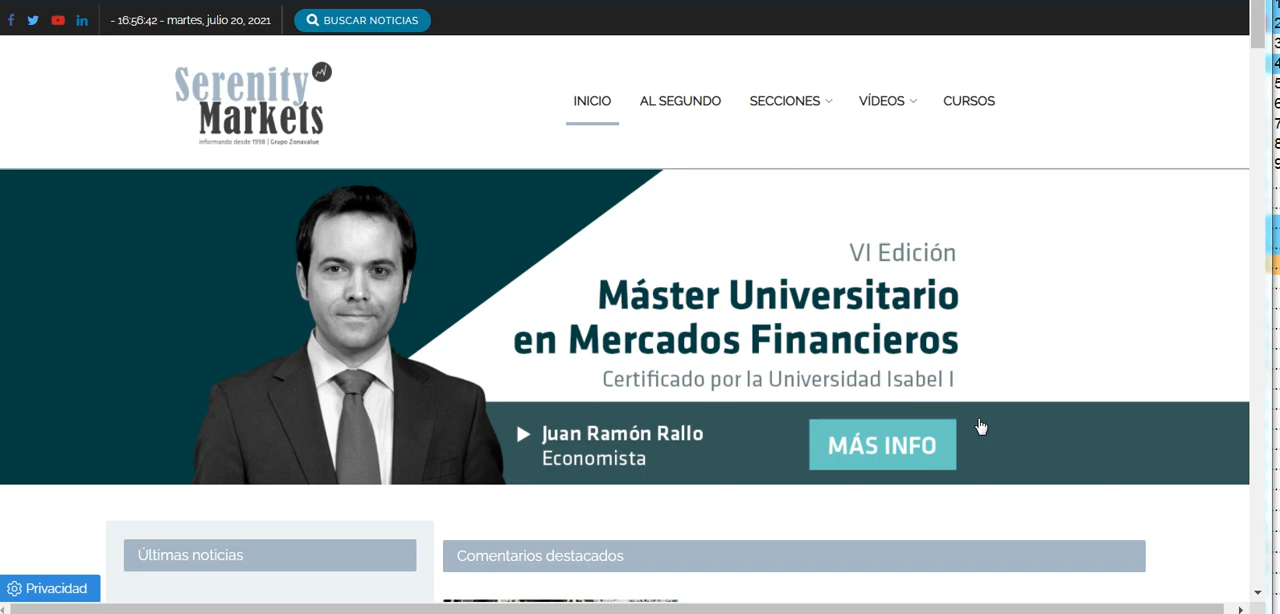 - 16:56:42 - martes, julio 20, 2021
BUSCAR NOTICIAS
Serenity
Markets
informando desde 1998 | Grupo Zonavalue
INICIO
AL SEGUNDO
SECCIONES
VÍDEOS
CURSOS
VI Edición
Máster Universitario
en Mercados Financieros
Certificado por la Universidad Isabel I
Juan Ramón Rallo
Economista
MÁS INFO
Últimas noticias
Comentarios destacados
Privacidad